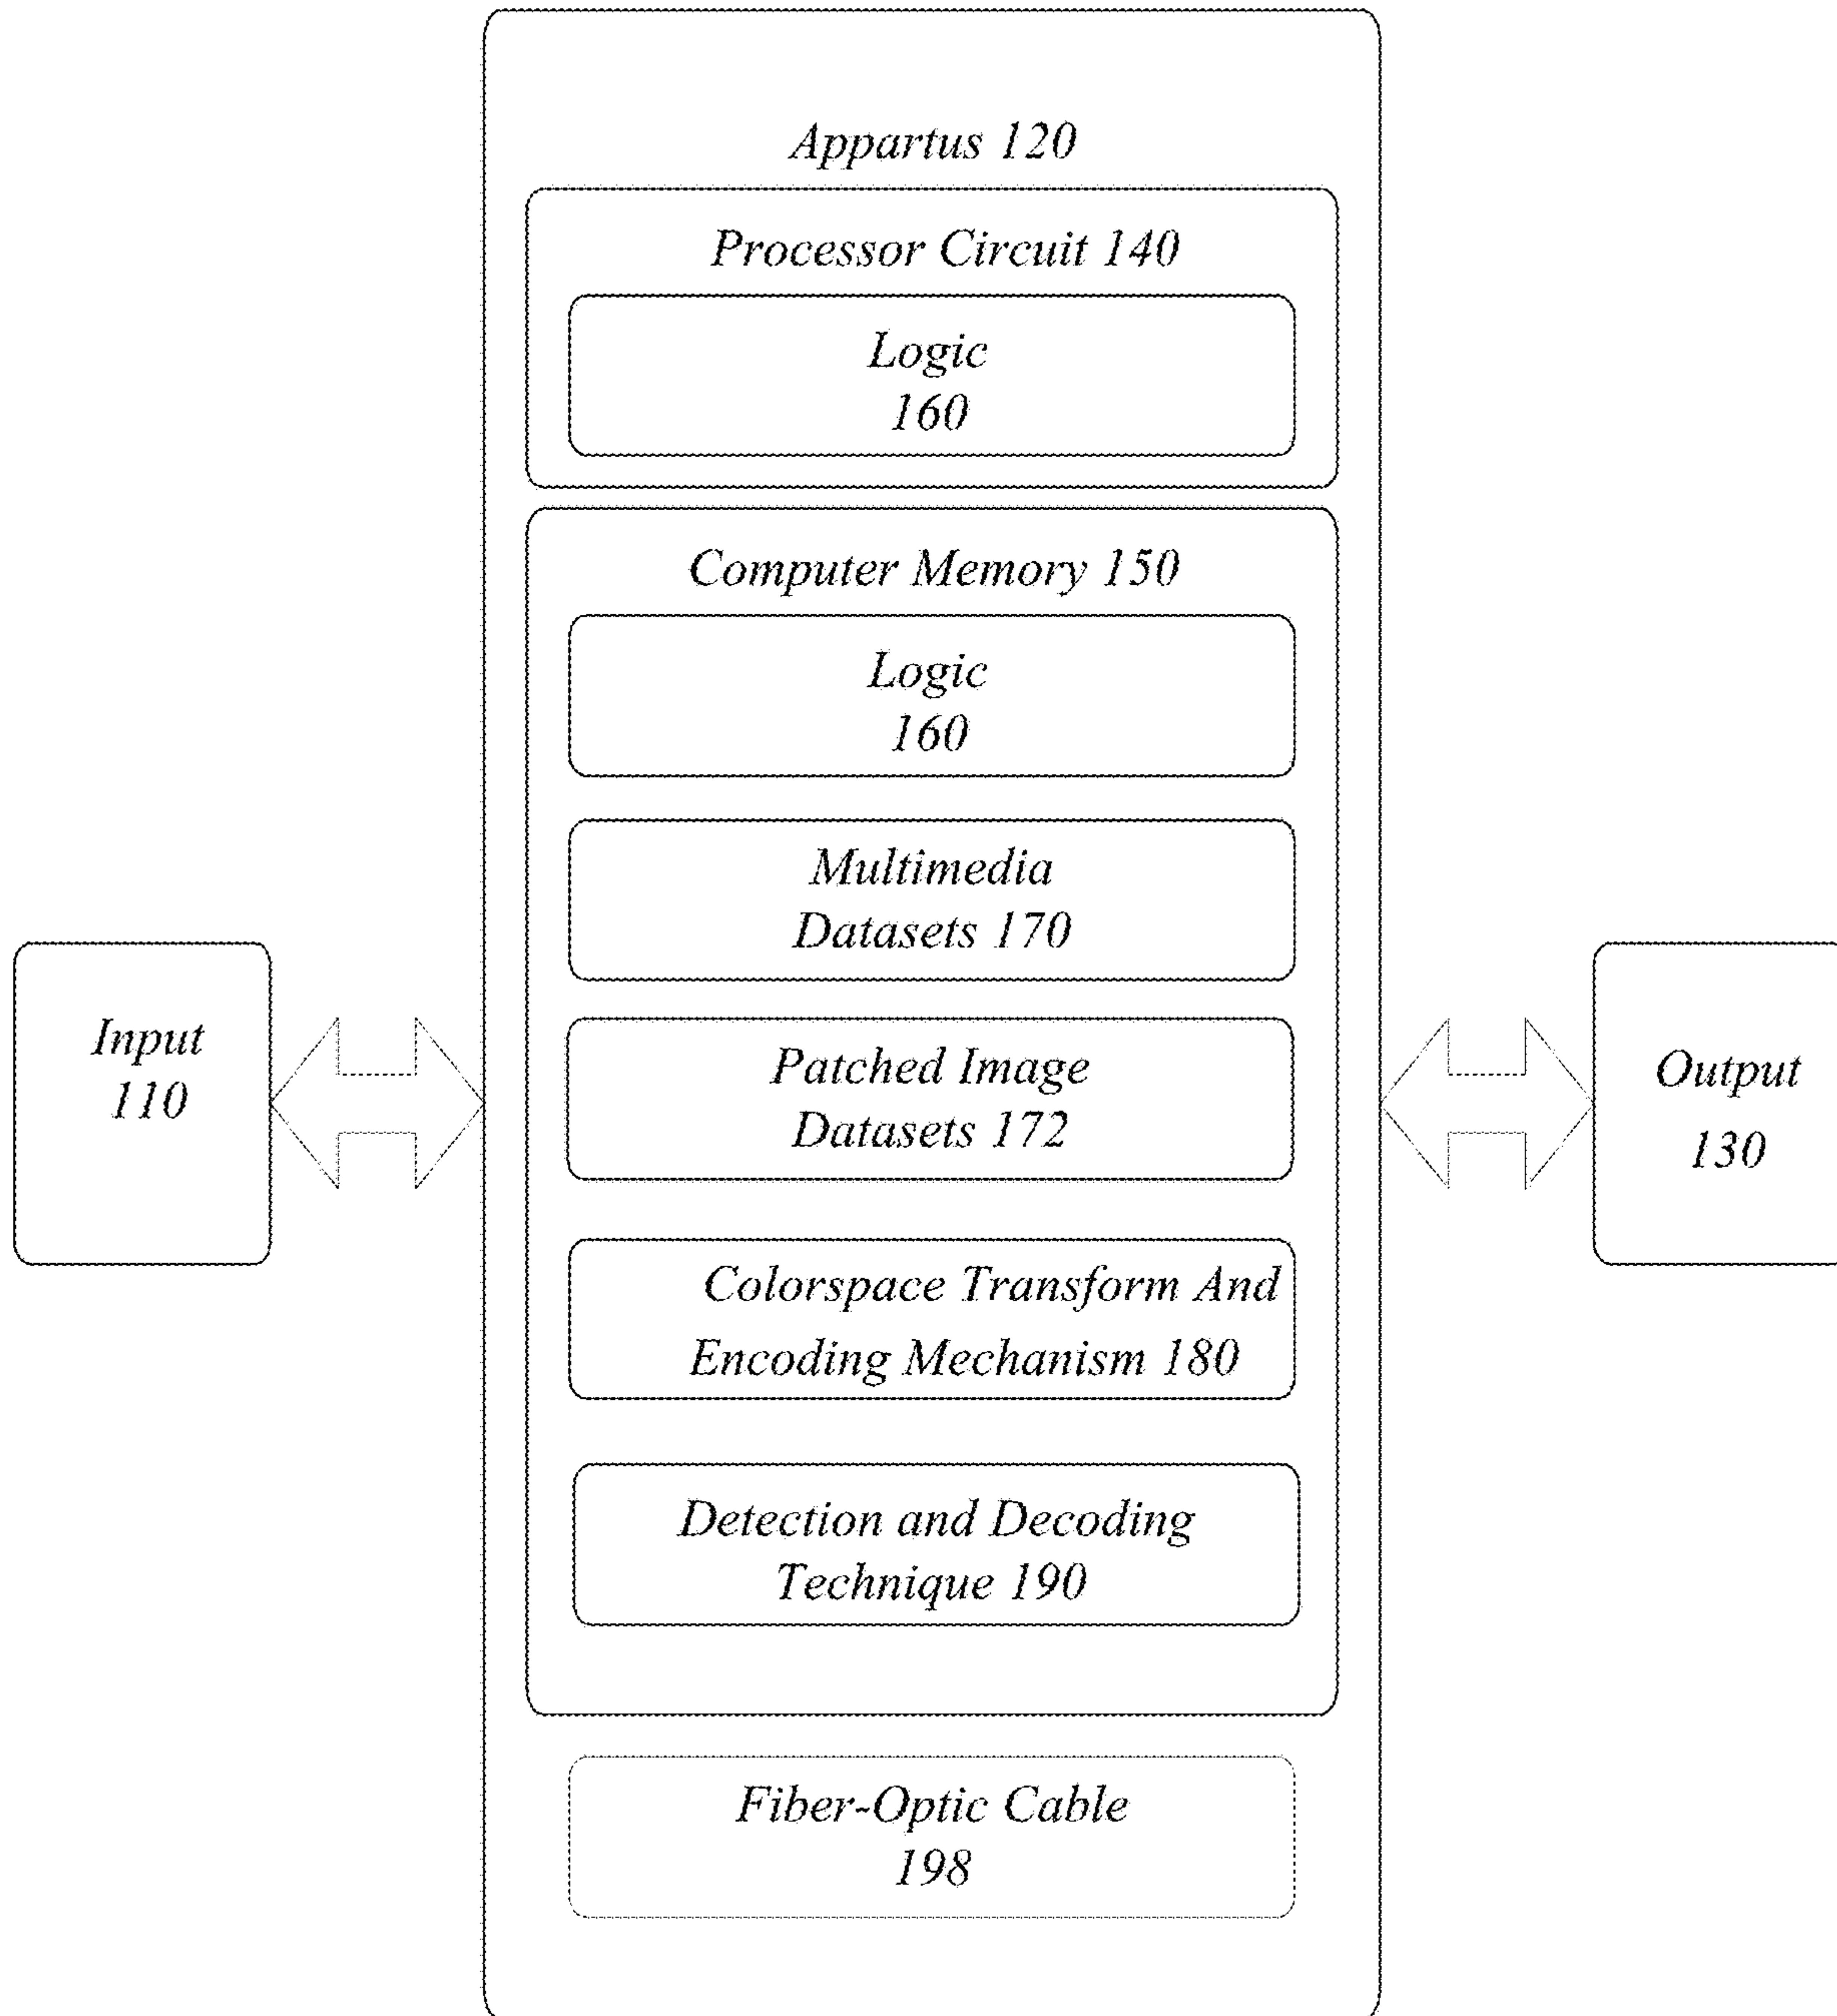 Appartus 120
Processor Circuit 140
Logic
160
Computer Memory 150
Logic
160
Multimedia
Datasets 170
Patched Image
Datasets 172
Colorspace Transform And
Encoding Mechanism 180
Detection and Decoding
Technique 190
Fiber-Optic Cable
198
Input
110
Output
130